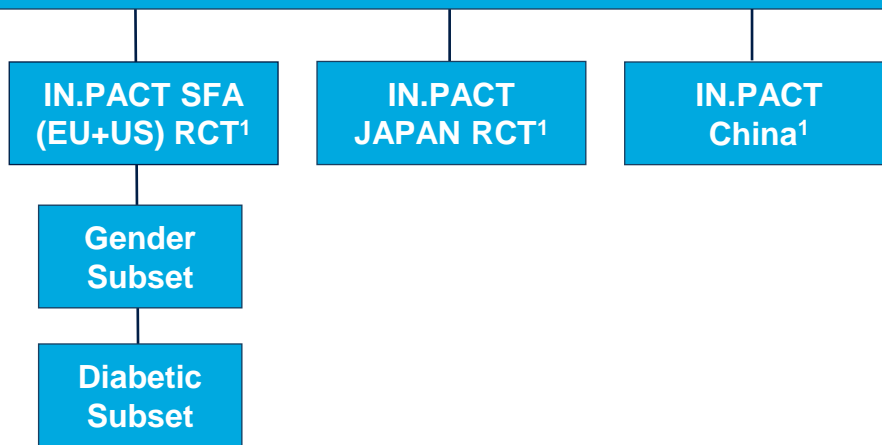 IN.PACT SFA
(EU+US) RCT¹
IN.PACT
JAPAN RCT¹
IN.PACT
China¹
Gender
Subset
Diabetic
Subset